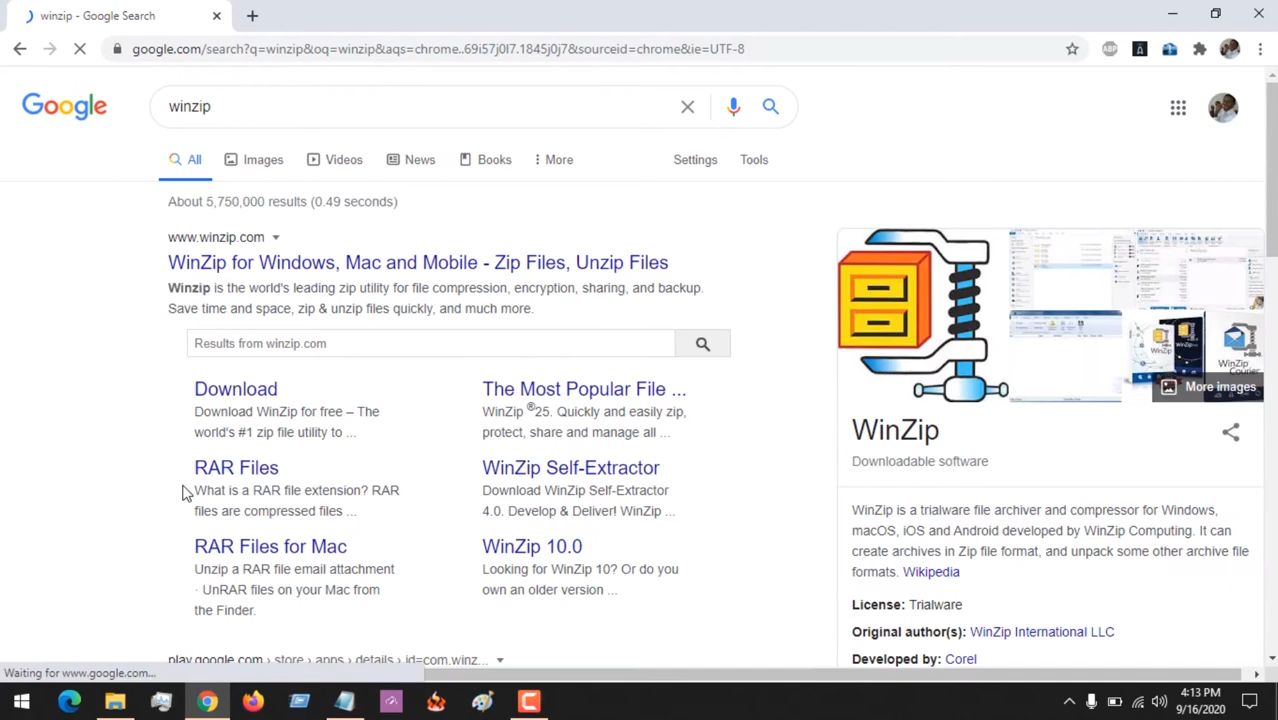 winzip - Google Search
google.com/search?q=winzip&oq=winzip&aqs=chrome..69i57j0l7.1845j0j7&sourceid=chrome&ie=UTF-8
ABP
Google
winzip
All
Images
Videos
News
Books
More
Settings
Tools
About 5,750,000 results (0.49 seconds)
www.winzip.com
WinZip for Windows, Mac and Mobile - Zip Files, Unzip Files
Winzip is the world's leading zip utility for file compression, encryption, sharing, and backup.
Save time and space, zip & unzip files quickly, and much more.
Results from winzip.com
Download
Download WinZip for free – The
world's #1 zip file utility to ...
The Most Popular File ...
WinZip ®25. Quickly and easily zip,
protect, share and manage all ...
RAR Files
What is a RAR file extension? RAR
files are compressed files ...
WinZip Self-Extractor
Download WinZip Self-Extractor
4.0. Develop & Deliver! WinZip ...
RAR Files for Mac
Unzip a RAR file email attachment
· UnRAR files on your Mac from
the Finder.
WinZip 10.0
Looking for WinZip 10? Or do you
own an older version ...
play.google.com › store › apps › details › id=com.winz...
WinZip
Courier
More images
WinZip
Downloadable software
WinZip is a trialware file archiver and compressor for Windows,
macOS, iOS and Android developed by WinZip Computing. It can
create archives in Zip file format, and unpack some other archive file
formats. Wikipedia
License: Trialware
Original author(s): WinZip International LLC
Developed by: Corel
Waiting for www.google.com...
4:13 PM
9/16/2020